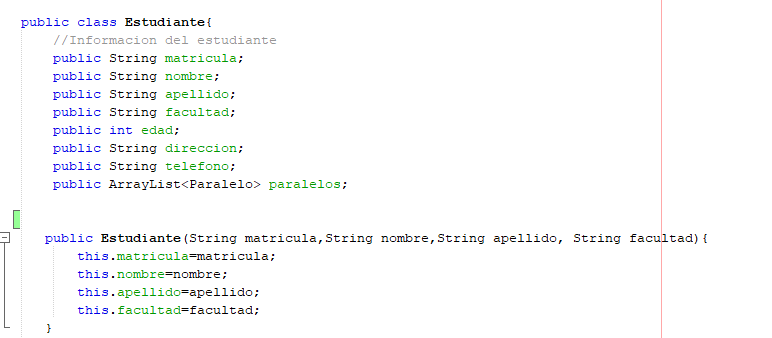 public class Estudiante{
//Informacion del estudiante
public String matricula;
public String nombre;
public String apellido;
public String facultad;
public int edad;
public String direccion;
public String telefono;
public ArrayList<Paralelo> paralelos;
public Estudiante(String matricula,String nombre,String apellido, String facultad){
this.matricula=matricula;
this.nombre=nombre;
this.apellido=apellido;
this.facultad=facultad;
}